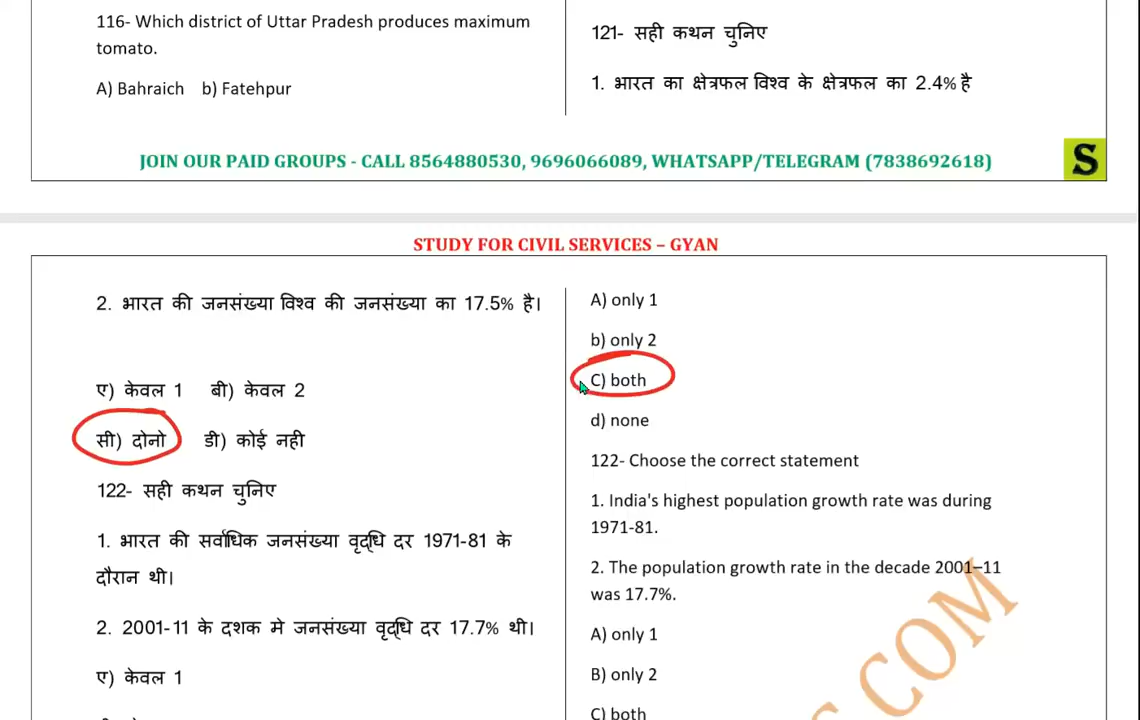 116- Which district of Uttar Pradesh produces maximum
tomato.
A) Bahraich b) Fatehpur
121- सही कथन चुनिए
1. भारत का क्षेत्रफल विश्व के क्षेत्रफल का 2.4% है
JOIN OUR PAID GROUPS - CALL 8564880530, 9696066089, WHATSAPP/TELEGRAM (7838692618)
S
STUDY FOR CIVIL SERVICES – GYAN
2. भारत की जनसंख्या विश्व की जनसंख्या का 17.5% है।
ए) केवल 1 बी) केवल 2
सी) दोनो डी) कोई नही
122- सही कथन चुनिए
1. भारत की सर्वाधिक जनसंख्या वृद्धि दर 1971-81 के
दौरान थी।
2. 2001-11 के दशक मे जनसंख्या वृद्धि दर 17.7% थी।
ए) केवल 1
A) only 1
b) only 2
C) both
d) none
122- Choose the correct statement
1. India's highest population growth rate was during
1971-81.
2. The population growth rate in the decade 2001–11
was 17.7%.
A) only 1
B) only 2
C) both
COM